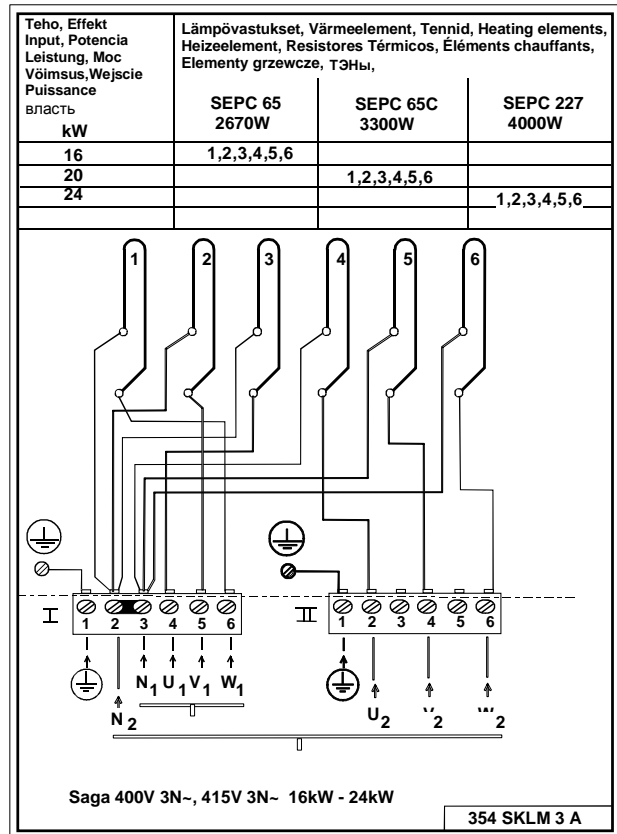 Teho, Effekt
Input, Potencia
Leistung, Moc
Vöimsus,Wejscie
Puissance
власть
kW
Lämpövastukset, Värmeelement, Tennid, Heating elements,
Heizeelement, Resistores Térmicos, Éléments chauffants,
Elementy grzewcze, ТЭНы,
SEPC 65
2670W
SEPC 65C
3300W
SEPC 227
4000W
16
1,2,3,4,5,6
20
1,2,3,4,5,6
24
1,2,3,4,5,6
1 2 3 4 5 6
I
1 2 3 4 5 6
II
1 2 3 4 5 6
N1 U1 V1 W1
N2
U2 2 2
Saga 400V 3N~, 415V 3N~ 16kW - 24kW
354 SKLM 3 A